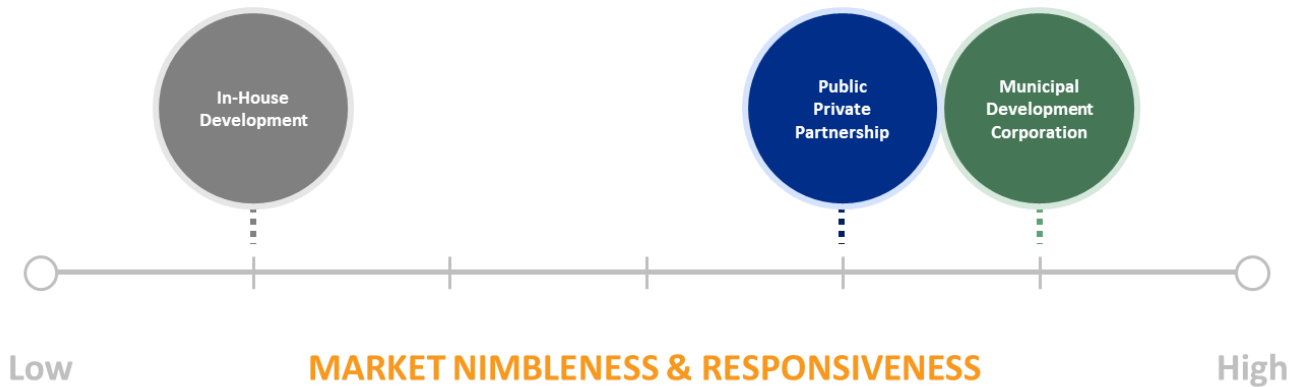 In-House
Development
Public
Private
Partnership
Municipal
Development
Corporation
Low
MARKET NIMBLENESS & RESPONSIVENESS
High